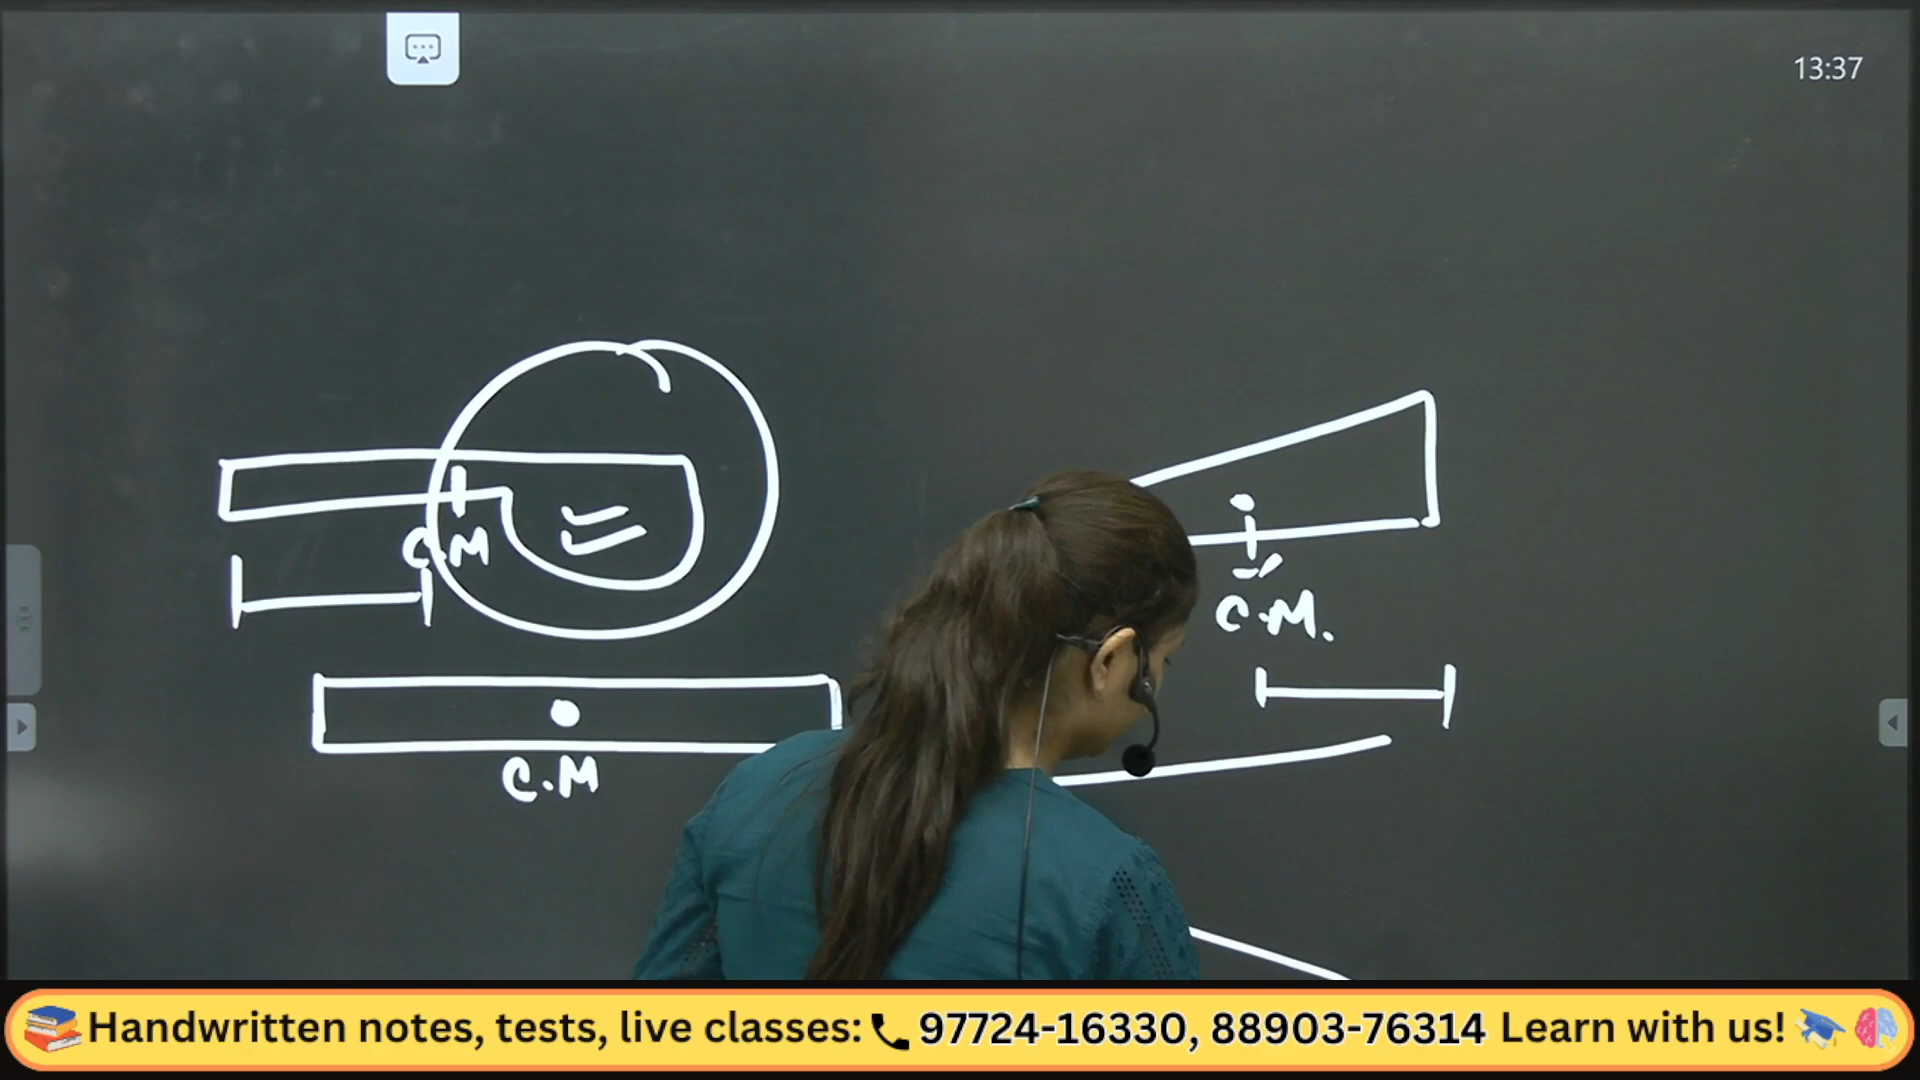 13:37
C.M
C.M.
C.M
Handwritten notes, tests, live classes: 97724-16330, 88903-76314 Learn with us!